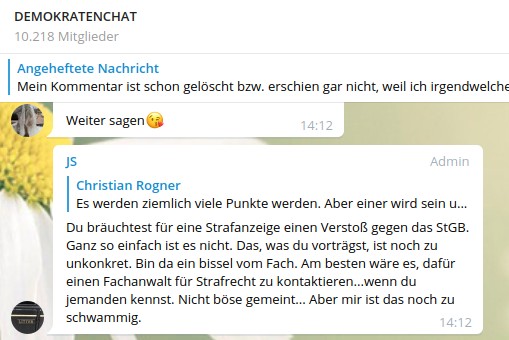 DEMOKRATENCHAT
10.218 Mitglieder
Angeheftete Nachricht
Mein Kommentar ist schon gelöscht bzw. erschien gar nicht, weil ich irgendwelche
Weiter sagen😘
14:12
JS Admin
Christian Rogner
Es werden ziemlich viele Punkte werden. Aber einer wird sein u...
Du bräuchtest für eine Strafanzeige einen Verstoß gegen das StGB.
Ganz so einfach ist es nicht. Das, was du vorträgst, ist noch zu
unkonkret. Bin da ein bissel vom Fach. Am besten wäre es, dafür
einen Fachanwalt für Strafrecht zu kontaktieren...wenn du
jemanden kennst. Nicht böse gemeint... Aber mir ist das noch zu
schwammig.
14:12